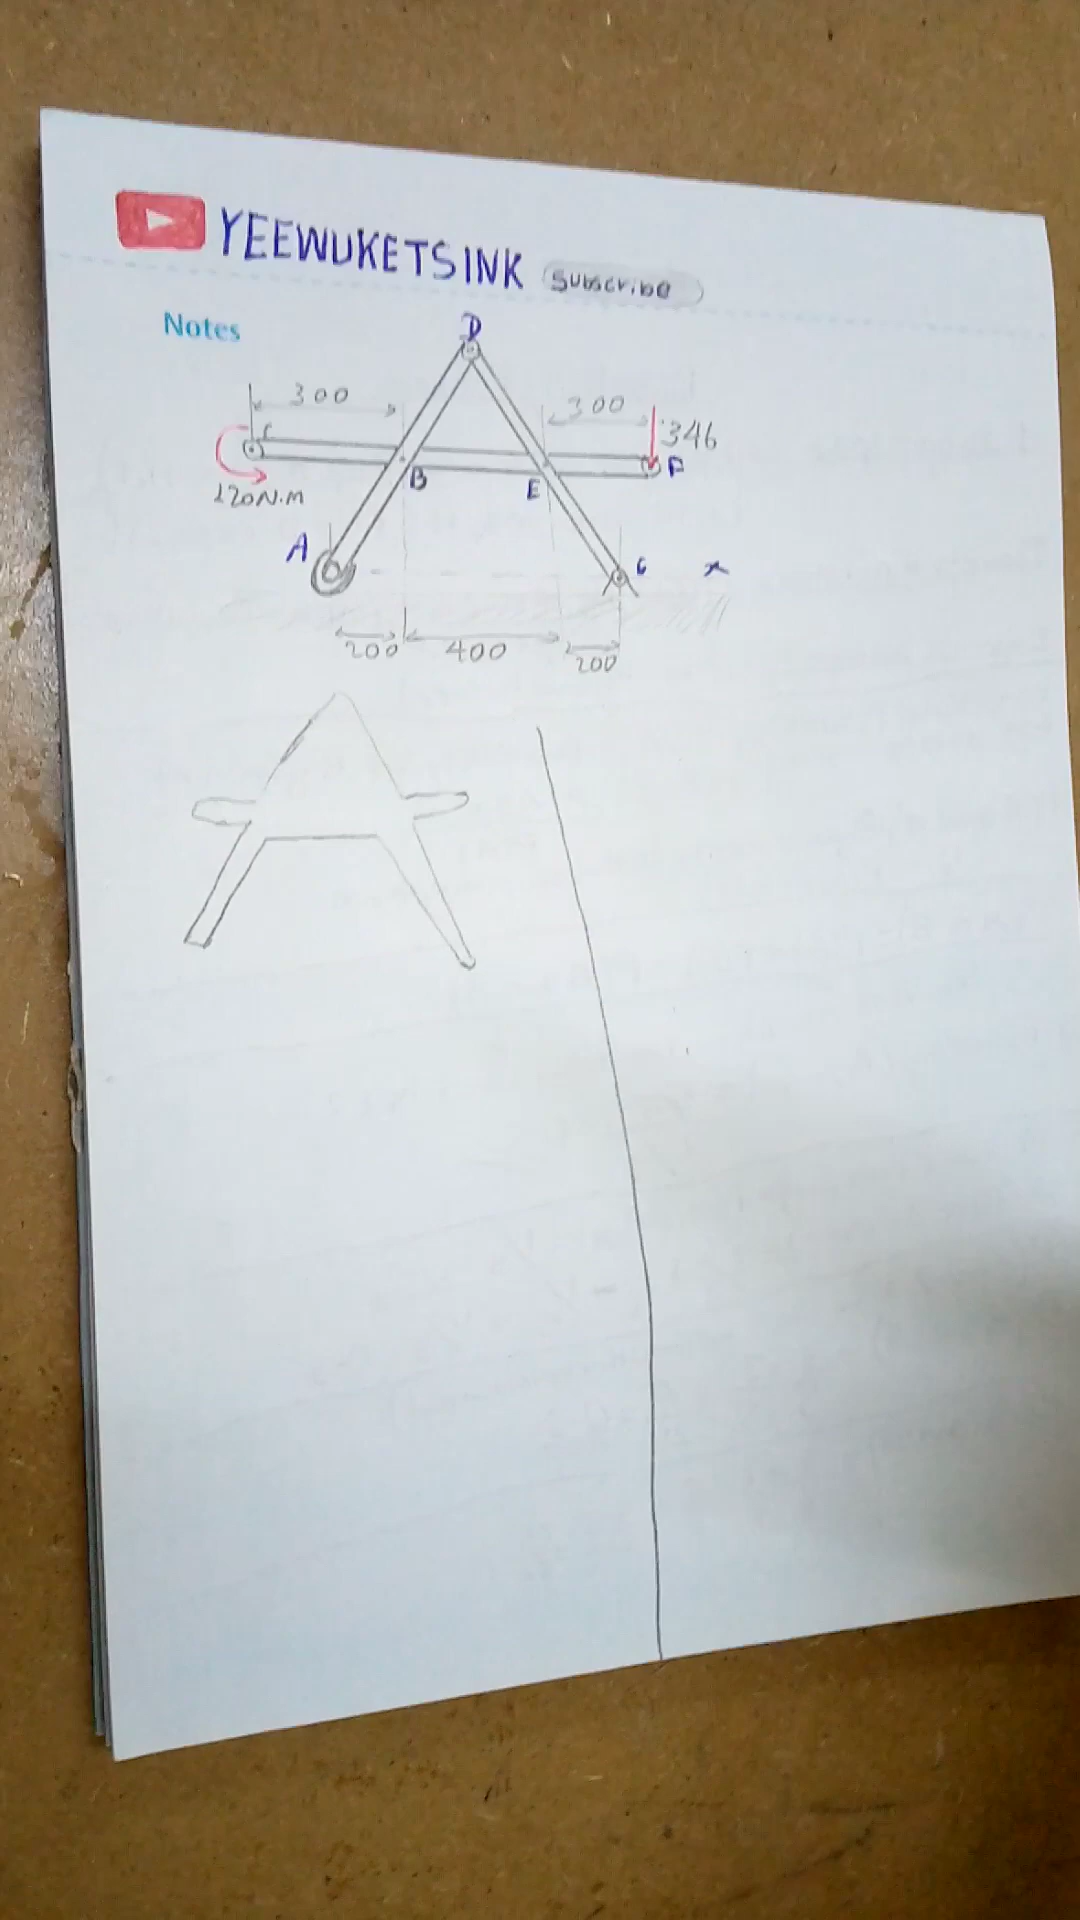 YEEWUKETSINK Subscribe
Notes
D
300
300
346
C
F
B
E
120N.M
A
G
x
200
400
200